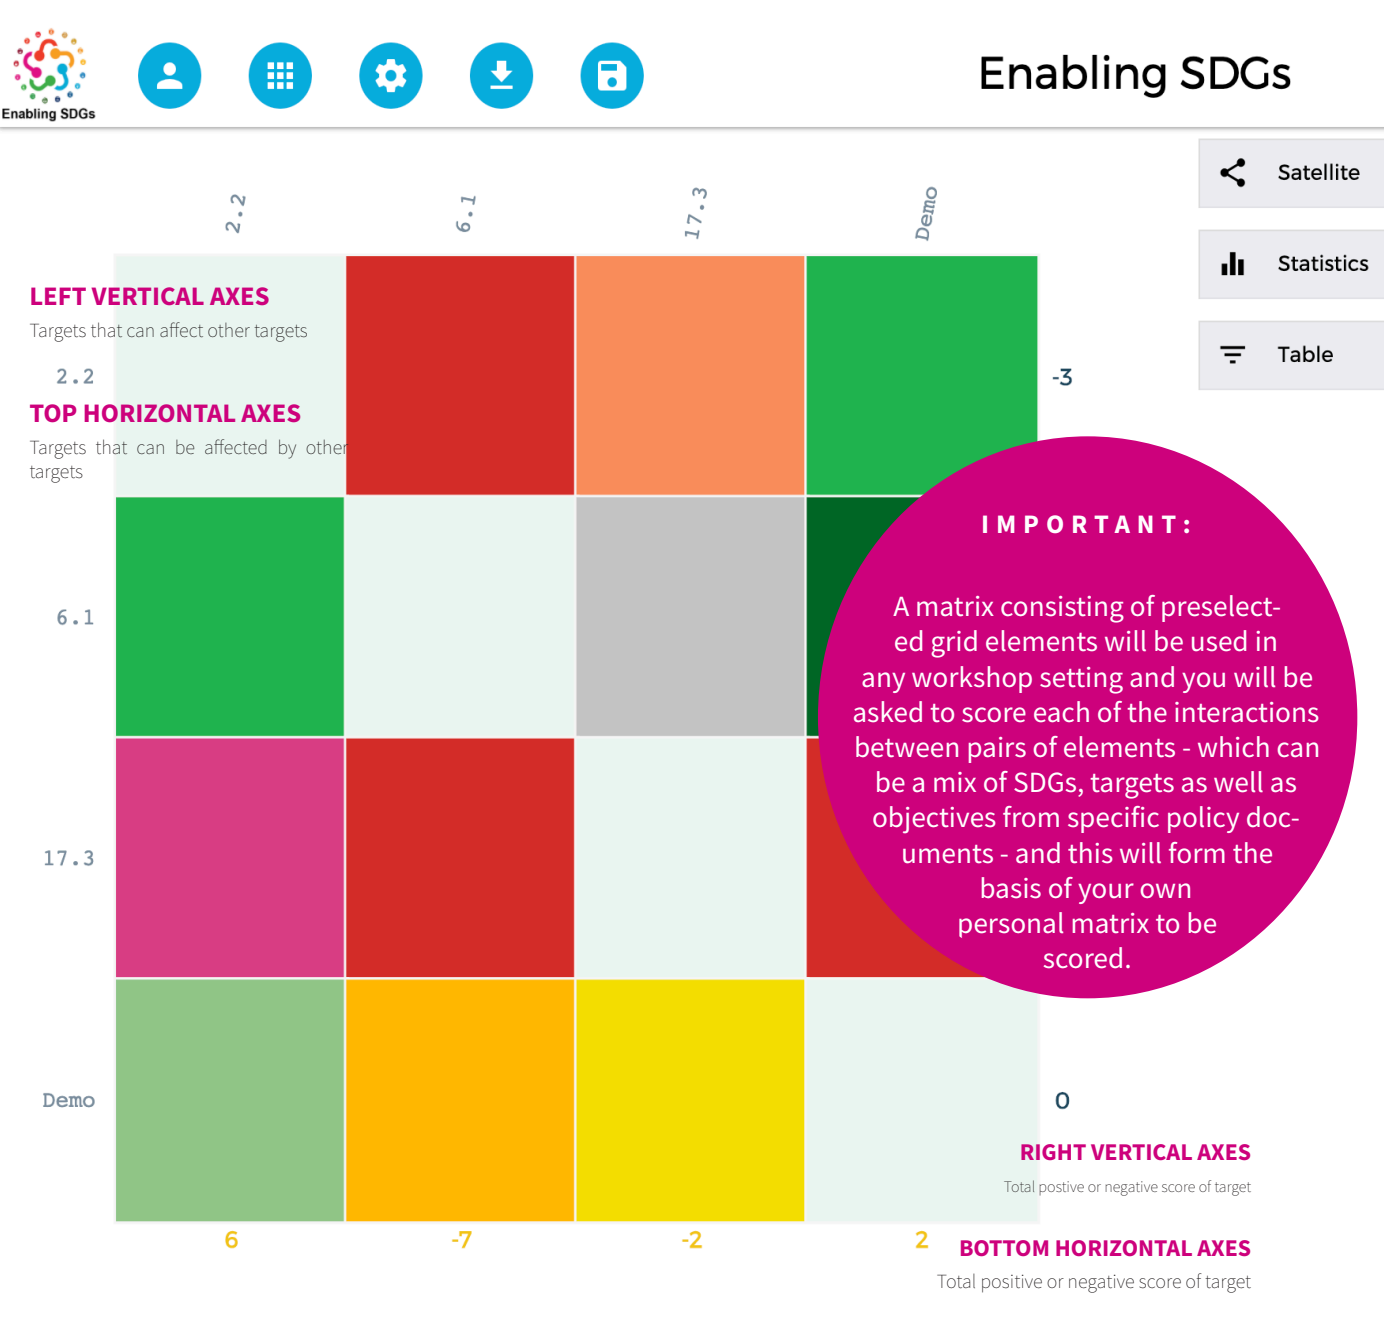 Enabling SDGs
Enabling SDGs
Satellite
Statistics
Table
2.2
6.1
17.3
Demo
LEFT VERTICAL AXES
Targets that can affect other targets
2.2
-3
TOP HORIZONTAL AXES
Targets that can be affected by other
targets
IMPORTANT:
A matrix consisting of preselect-
ed grid elements will be used in
any workshop setting and you will be
asked to score each of the interactions
between pairs of elements - which can
be a mix of SDGs, targets as well as
objectives from specific policy doc-
uments - and this will form the
basis of your own
personal matrix to be
scored.
6.1
17.3
Demo
0
RIGHT VERTICAL AXES
Total postive or negative score of target
6
-7
-2
2
BOTTOM HORIZONTAL AXES
Total positive or negative score of target